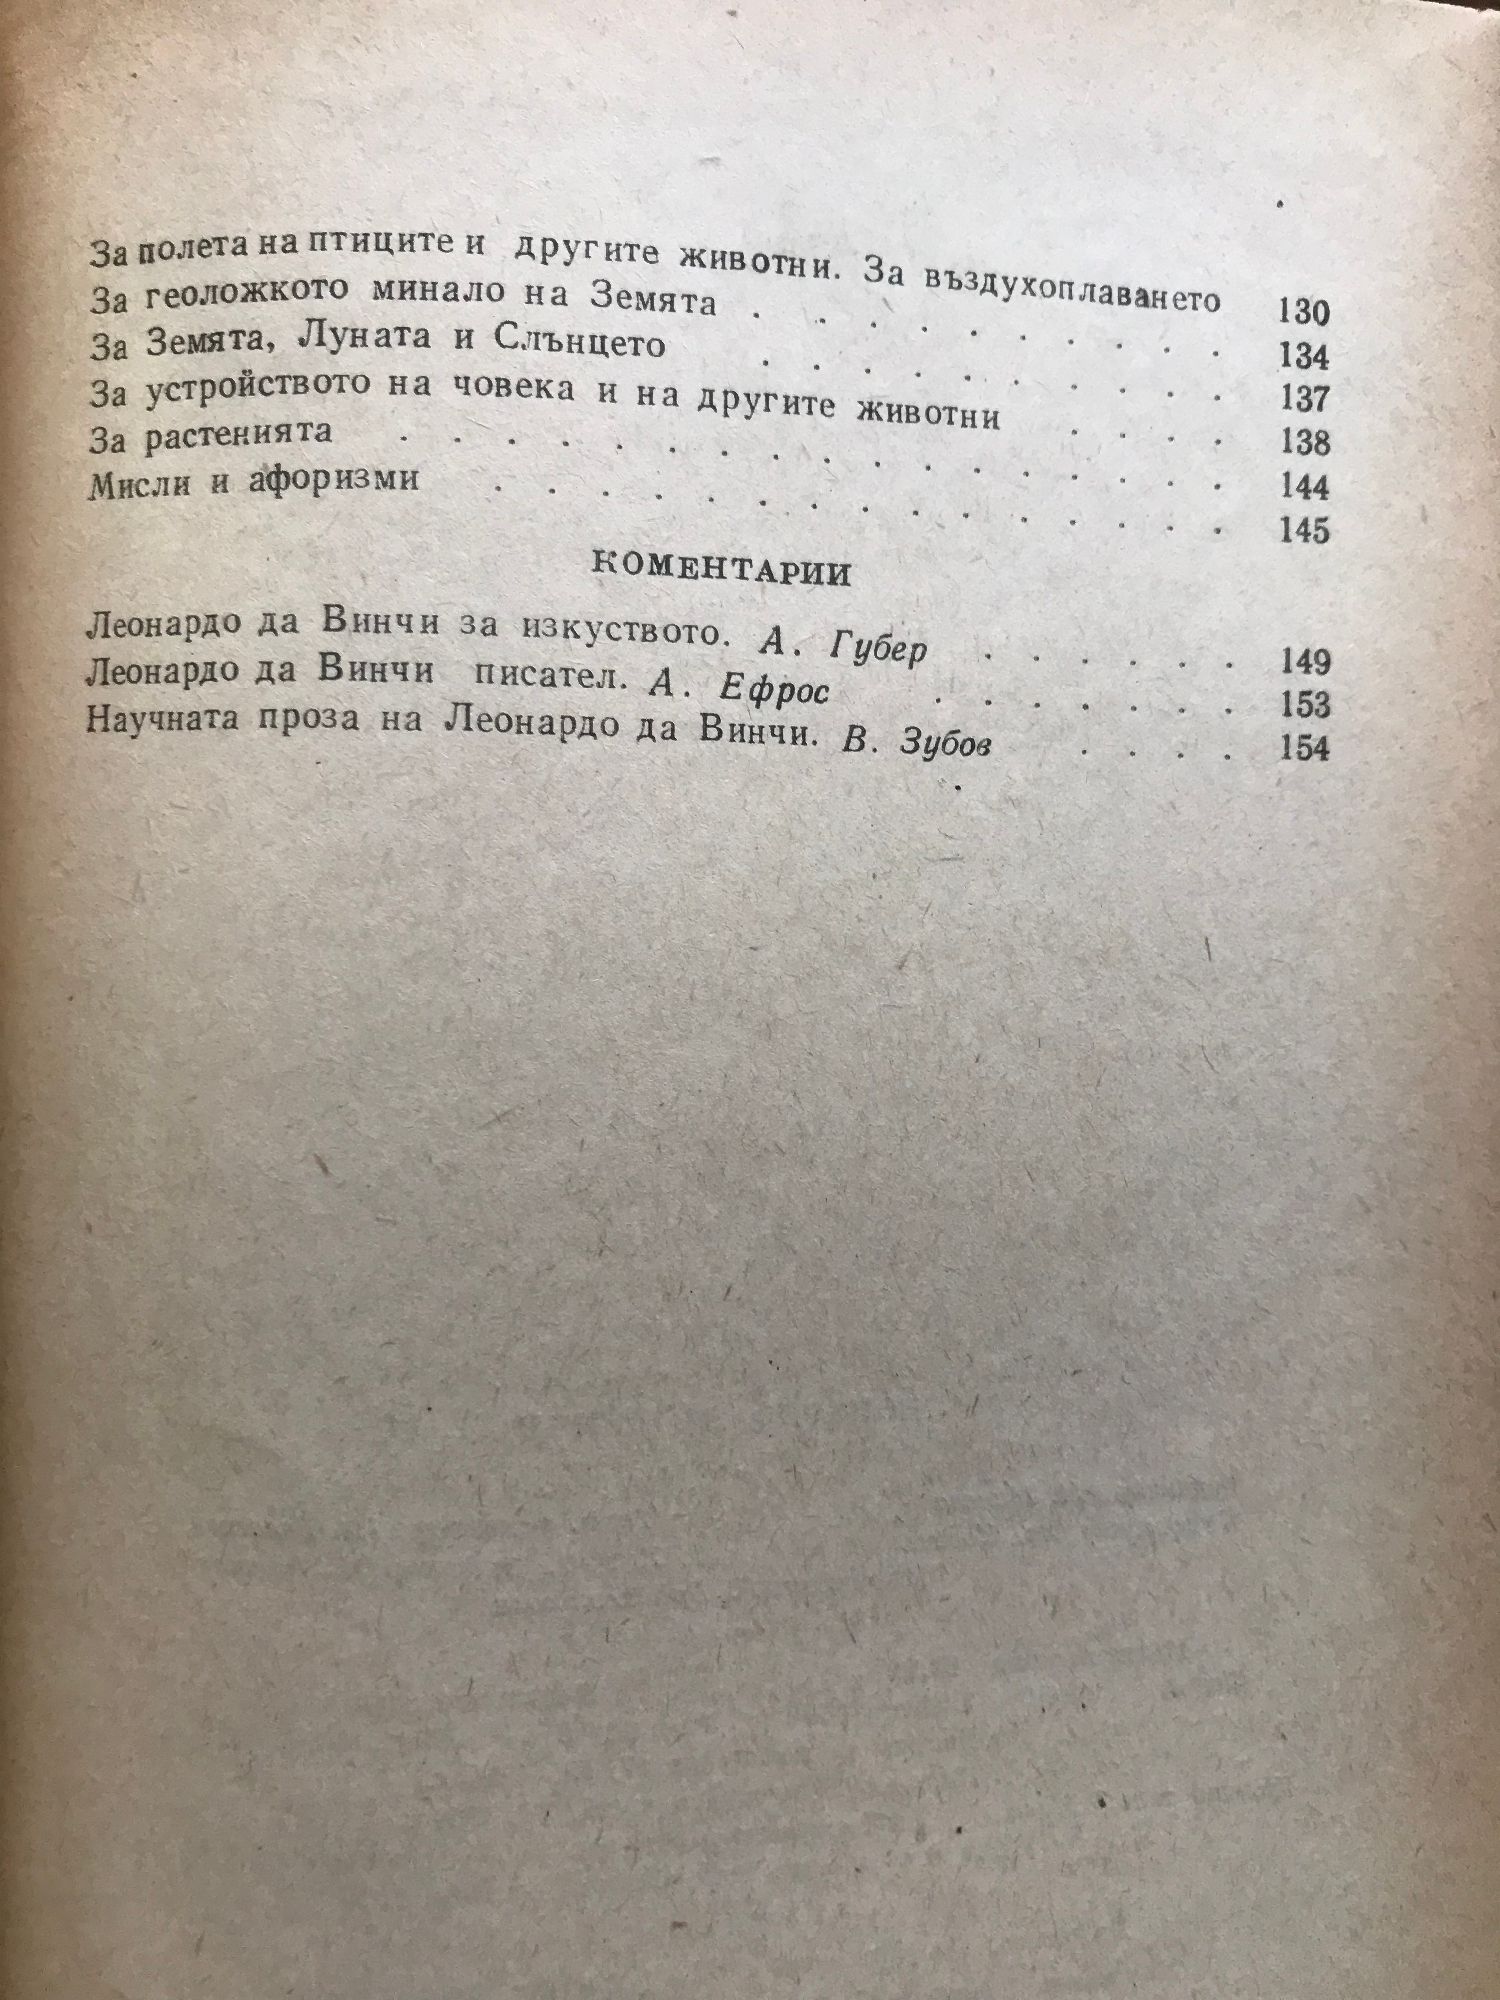 За полета на птиците и другите животни. За въздухоплаването 130
За геоложкото минало на Земята . . . . . . . . . . 134
За Земята, Луната и Слънцето . . . . . . . . . . 137
За устройството на човека и на другите животни . . . . 138
За растенията . . . . . . . . . . . . . . . . . 144
Мисли и афоризми . . . . . . . . . . . . . . . 145
КОМЕНТАРИИ
Леонардо да Винчи за изкуството. А. Губер . . . . . . 149
Леонардо да Винчи писател. А. Ефрос . . . . . . . 153
Научната проза на Леонардо да Винчи. В. Зубов . . . . 154